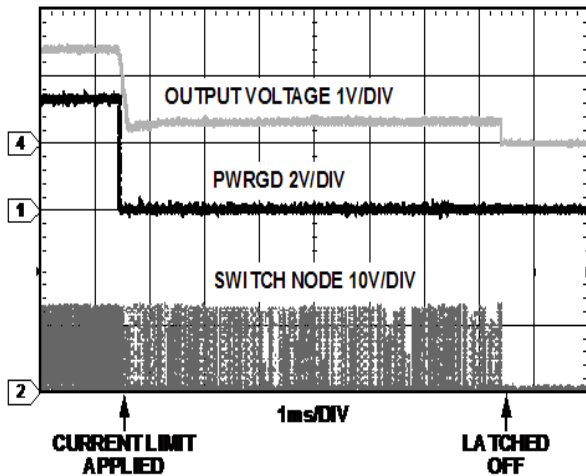 OUTPUT VOLTAGE 1V/DIV
4
PWRGD 2V/DIV
1
SWITCH NODE 10V/DIV
2
1ms/DIV
CURRENT LIMIT
APPLIED
LATCHED
OFF